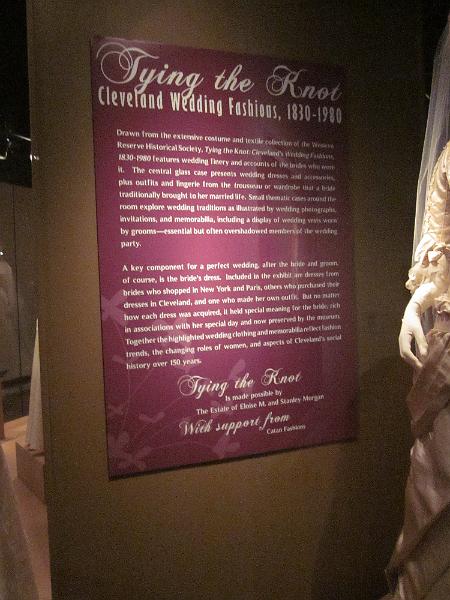 Tying the Knot
Cleveland Wedding Fashions, 1830-1980
Drawn from the extensive costume and textile collection of the Western
Reserve Historical Society, Tying the Knot: Cleveland's Wedding Fashions,
1830-1980 features wedding finery and accounts of the brides who wore
it. The central glass case presents wedding dresses and accessories,
plus outfits and lingerie from the trousseau or wardrobe that a bride
traditionally brought to her married life. Small thematic cases around the
room explore wedding traditions as illustrated by wedding photographs,
invitations, and memorabilia, including a display of wedding vests worn
by grooms—essential but often overshadowed members of the wedding
party.
A key component for a perfect wedding, after the bride and groom,
of course, is the bride's dress. Included in the exhibit are dresses from
brides who shopped in New York and Paris, others who purchased their
dresses in Cleveland, and one who made her own outfit. But no matter
how each dress was acquired, it held special meaning for the bride, rich
in associations with her special day and now preserved by the museum.
Together the highlighted wedding clothing and memorabilia reflect fashion
trends, the changing roles of women, and aspects of Cleveland's social
history over 150 years.
Tying the Knot
Is made possible by
The Estate of Eloise M. and Stanley Morgan
With support from
Catan Fashions